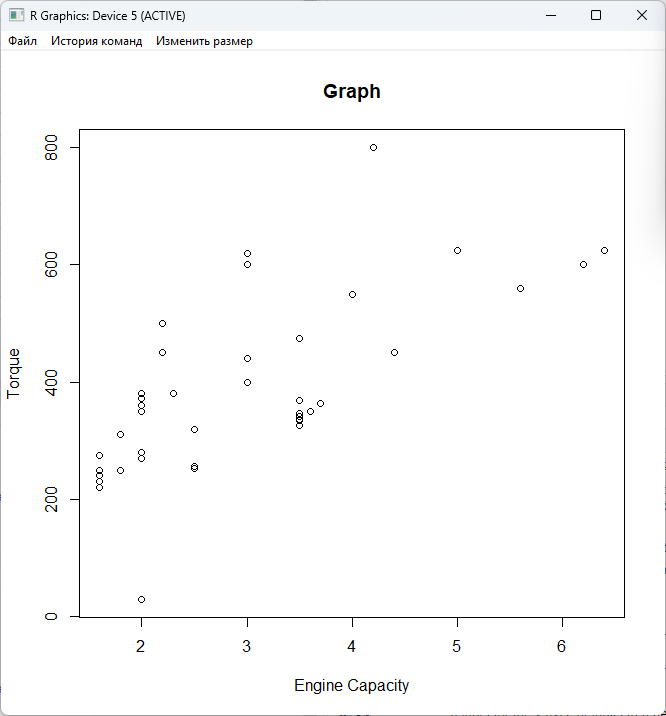 R Graphics: Device 5 (ACTIVE)
Файл История команд Изменить размер
Graph
800
600
400
200
0
Torque
2 3 4 5 6
Engine Capacity